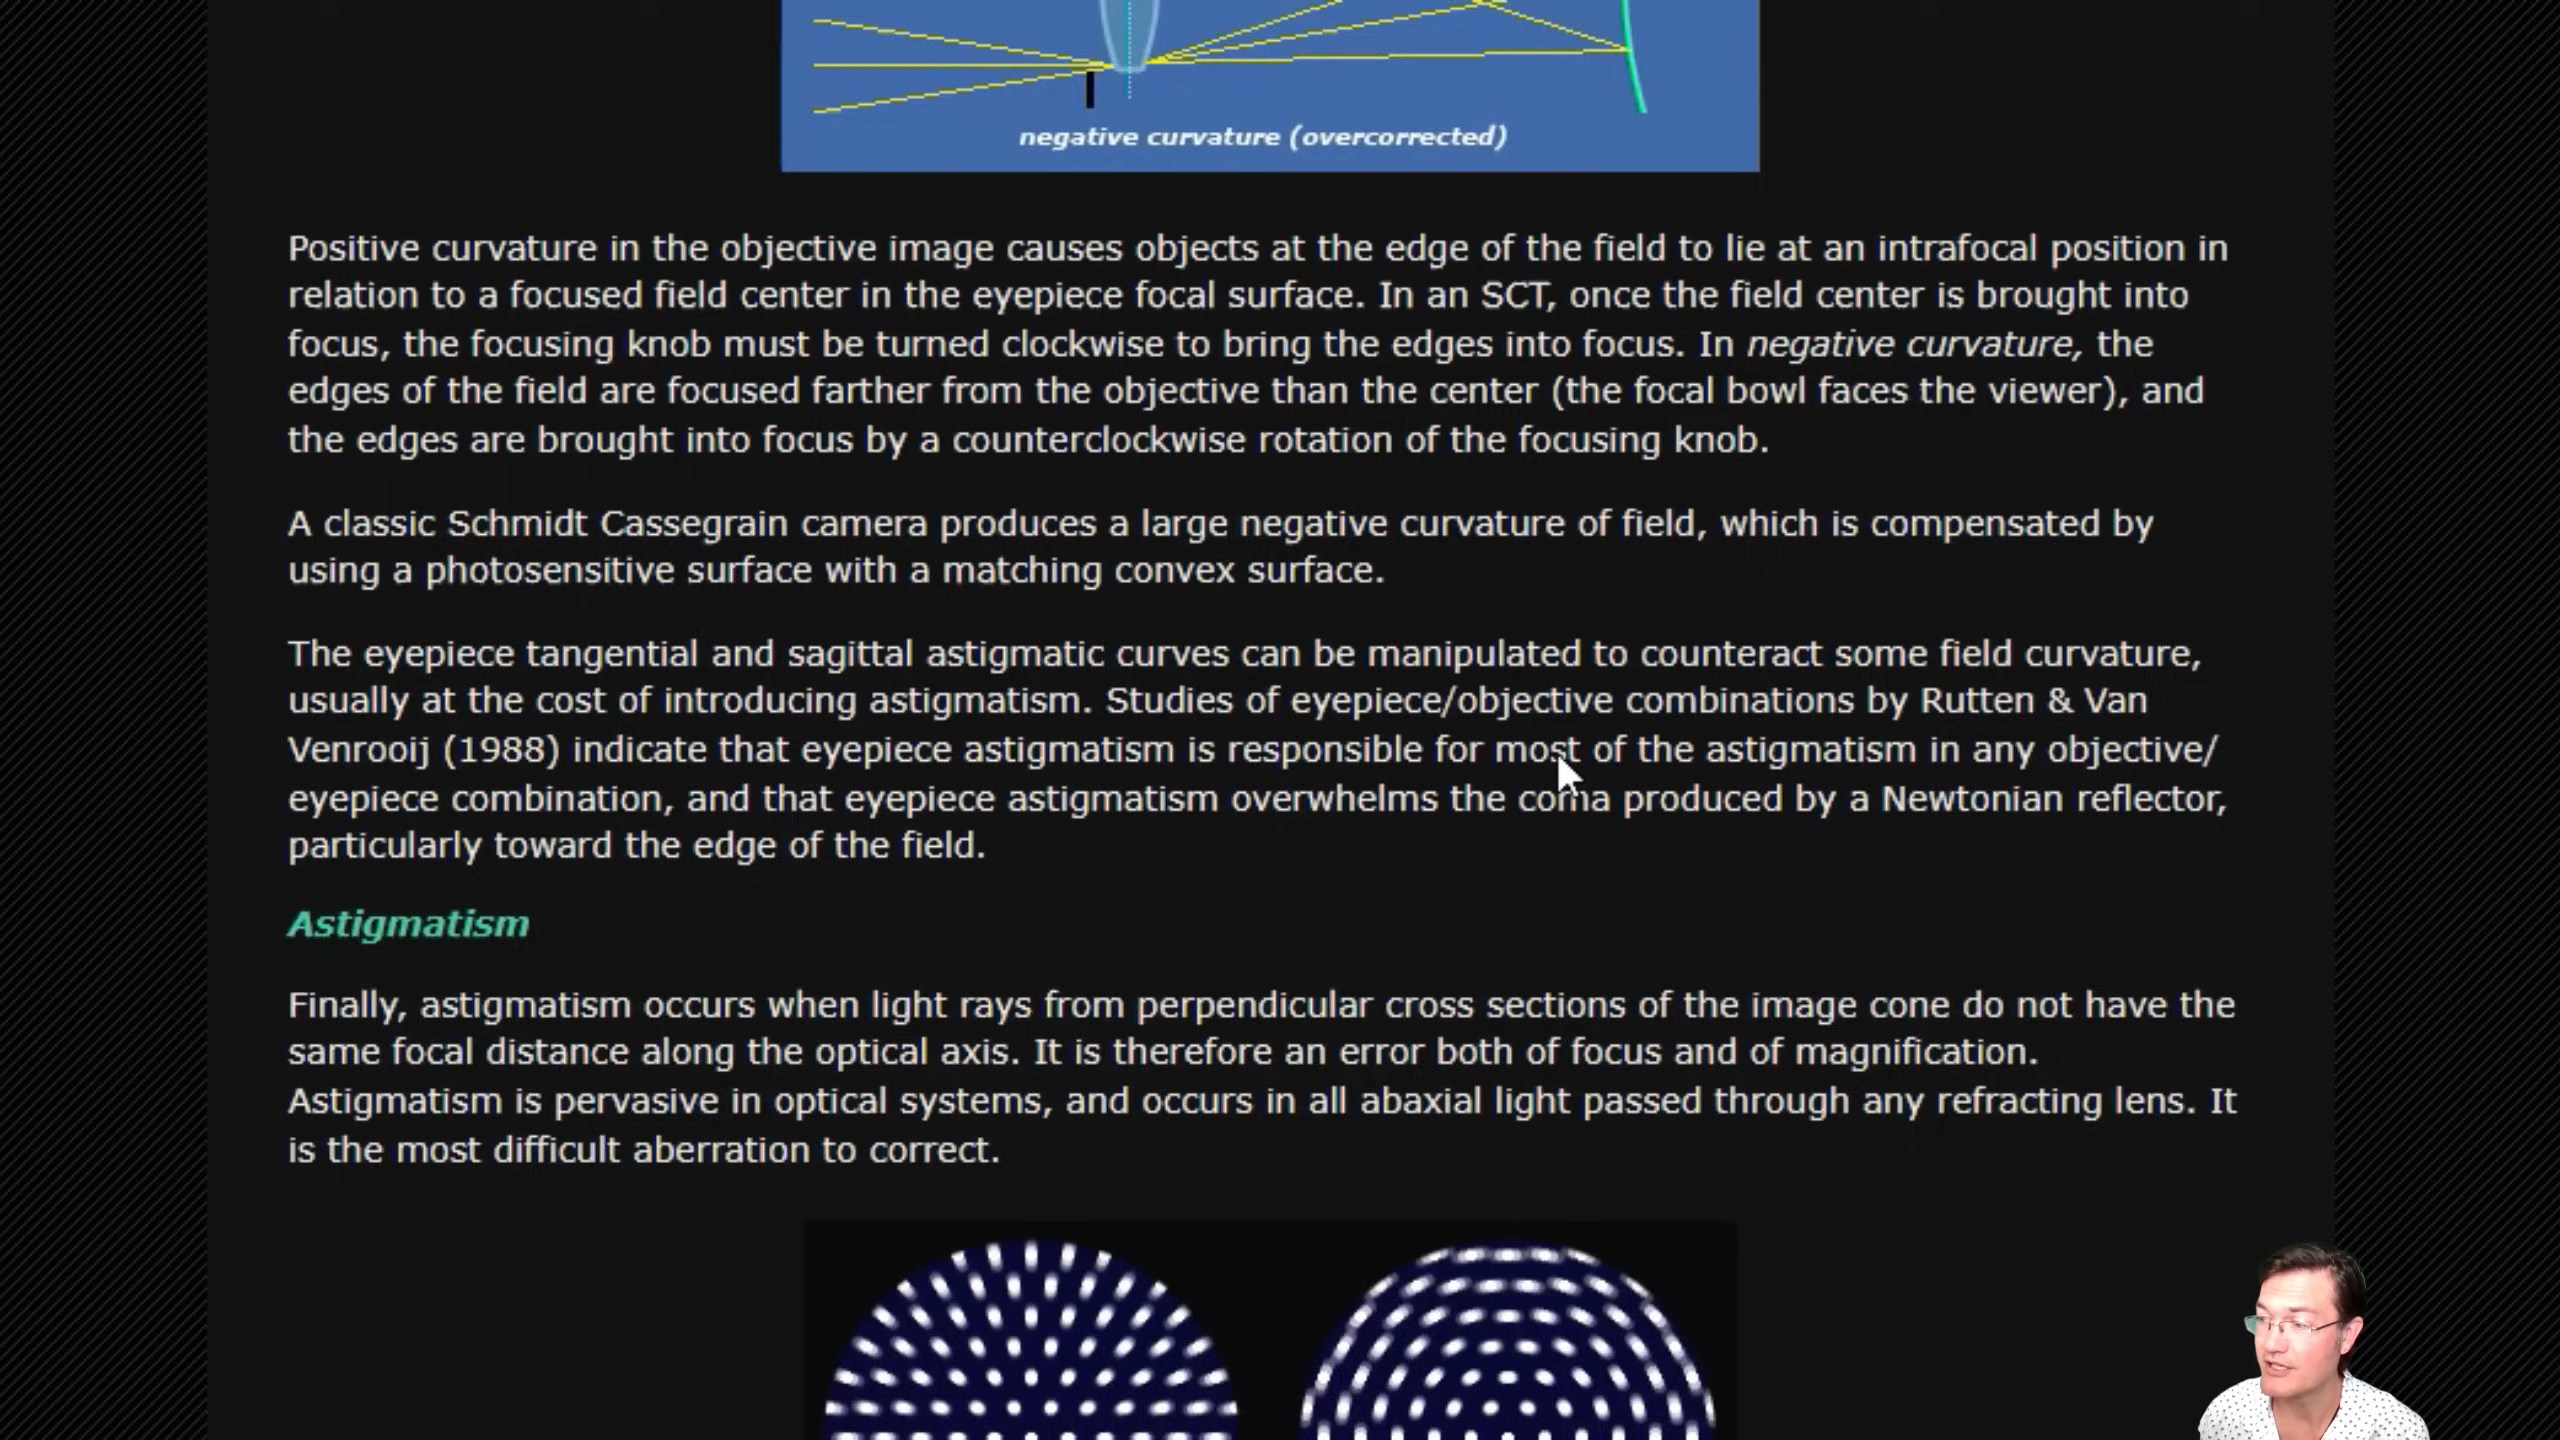 negative curvature (overcorrected)
Positive curvature in the objective image causes objects at the edge of the field to lie at an intrafocal position in
relation to a focused field center in the eyepiece focal surface. In an SCT, once the field center is brought into
focus, the focusing knob must be turned clockwise to bring the edges into focus. In negative curvature, the
edges of the field are focused farther from the objective than the center (the focal bowl faces the viewer), and
the edges are brought into focus by a counterclockwise rotation of the focusing knob.
A classic Schmidt Cassegrain camera produces a large negative curvature of field, which is compensated by
using a photosensitive surface with a matching convex surface.
The eyepiece tangential and sagittal astigmatic curves can be manipulated to counteract some field curvature,
usually at the cost of introducing astigmatism. Studies of eyepiece/objective combinations by Rutten & Van
Venrooij (1988) indicate that eyepiece astigmatism is responsible for most of the astigmatism in any objective/
eyepiece combination, and that eyepiece astigmatism overwhelms the coma produced by a Newtonian reflector,
particularly toward the edge of the field.
Astigmatism
Finally, astigmatism occurs when light rays from perpendicular cross sections of the image cone do not have the
same focal distance along the optical axis. It is therefore an error both of focus and of magnification.
Astigmatism is pervasive in optical systems, and occurs in all abaxial light passed through any refracting lens. It
is the most difficult aberration to correct.